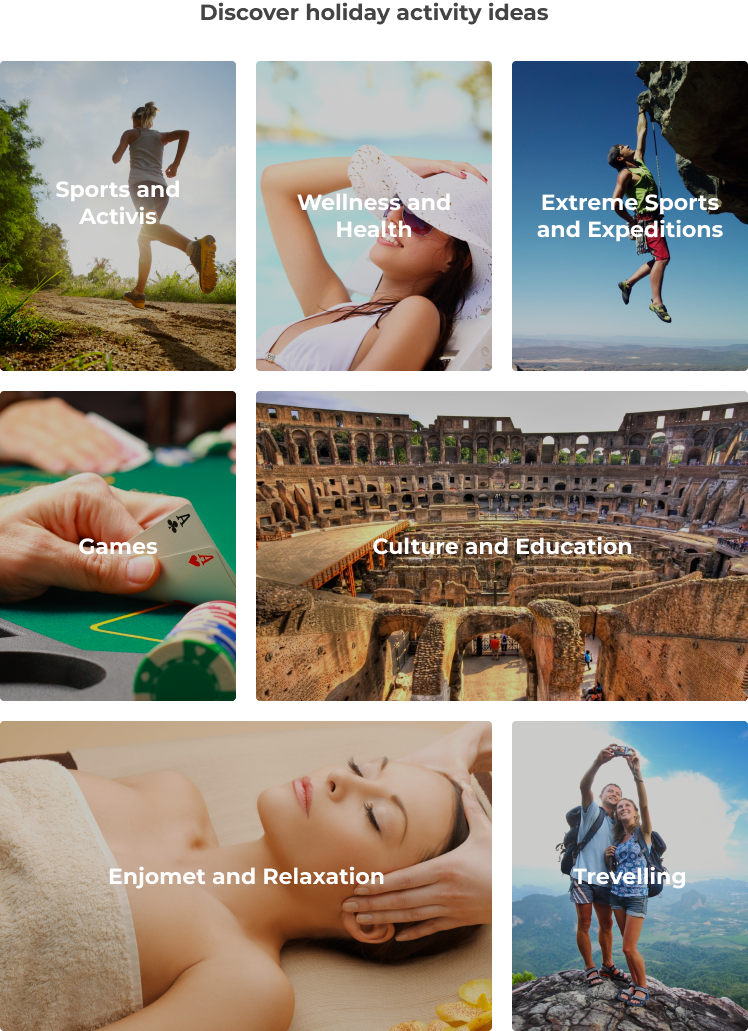 Discover holiday activity ideas
Sports and
Activis
Wellness and
Health
Extreme Sports
and Expeditions
Games
Culture and Education
Enjomet and Relaxation
Trevelling